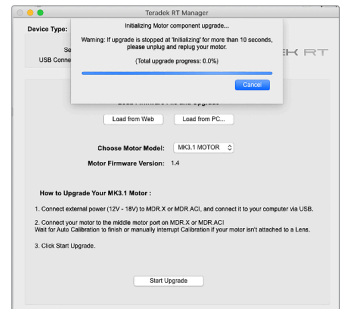 Teradek RT Manager
Device Type:
Initializing Motor component upgrade...
Warning: If upgrade is stopped at 'Initializing' for more than 10 seconds,
please unplug and replug your motor.
(Total upgrade progress: 0.0%)
Cancel
Se
USB Conne
K RT
Load from Web
Load from PC...
Choose Motor Model:
MK3.1 MOTOR
Motor Firmware Version:
1.4
How to Upgrade Your MK3.1 Motor :
1. Connect external power (12V - 18V) to MDR.X or MDR.ACI, and connect it to your computer via USB.
2. Connect your motor to the middle motor port on MDR.X or MDR.ACI
Wait for Auto Calibration to finish or manually interrupt Calibration if your motor isn't attached to a Lens.
3. Click Start Upgrade.
Start Upgrade